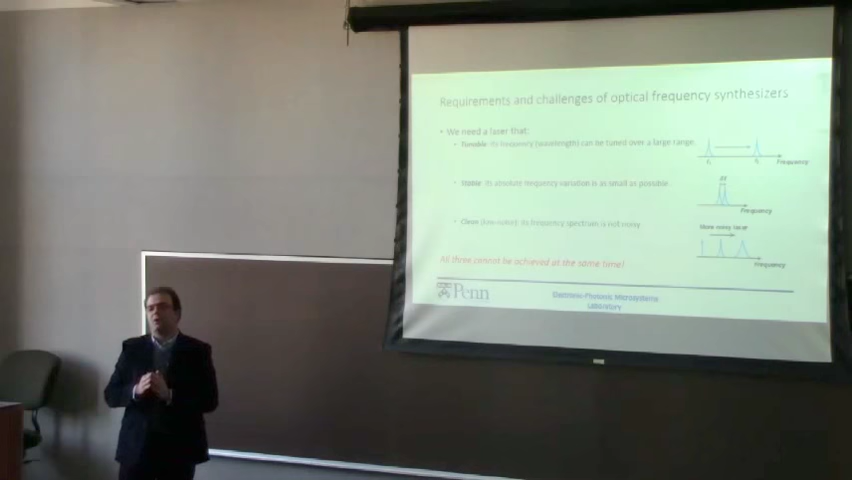 Requirements and challenges of optical frequency synthesizers
• We need a laser that:
• Tunable: its frequency (wavelength) can be tuned over a large range.
Frequency
• Stable: its absolute frequency variation is as small as possible.
Frequency
• Clean (low-noise): its frequency spectrum is not noisy
More noisy laser
Frequency
All three cannot be achieved at the same time!
Penn
Electronic-Photonic Microsystems
Laboratory